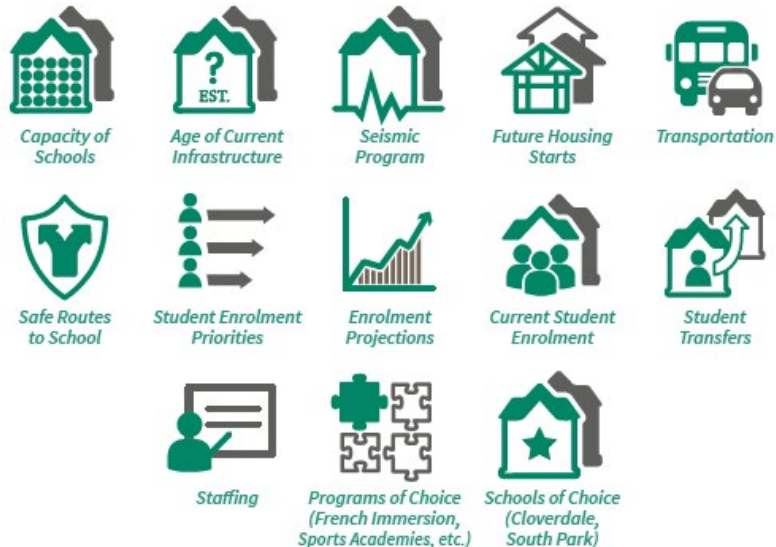 ?
EST.
Capacity of
Schools
Age of Current
Infrastructure
Seismic
Program
Future Housing
Starts
Transportation
Safe Routes
to School
Student Enrolment
Priorities
Enrolment
Projections
Current Student
Enrolment
Student
Transfers
Staffing
Programs of Choice
(French Immersion,
Sports Academies, etc.)
Schools of Choice
(Cloverdale,
South Park)